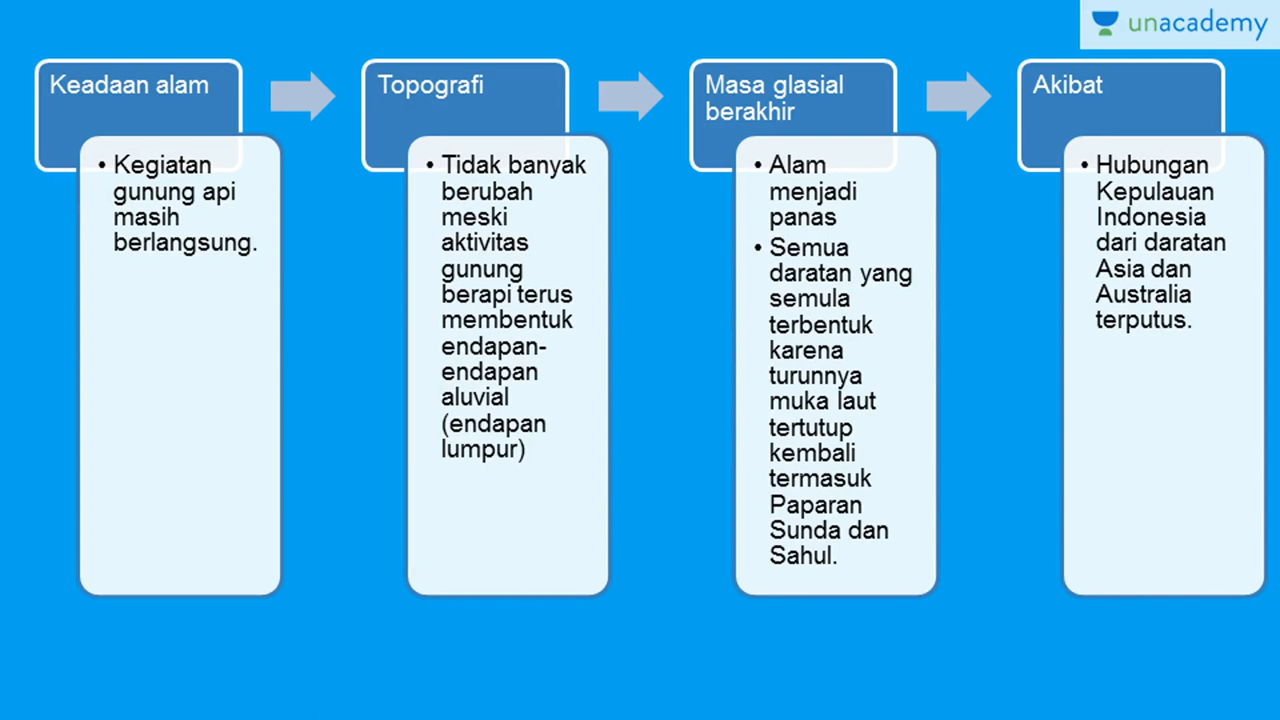 unacademy
Keadaan alam
• Kegiatan
gunung api
masih
berlangsung.
Topografi
• Tidak banyak
berubah
meski
aktivitas
gunung
berapi terus
membentuk
endapan-
endapan
aluvial
(endapan
lumpur)
Masa glasial
berakhir
• Alam
menjadi
panas
• Semua
daratan yang
semula
terbentuk
karena
turunnya
muka laut
tertutup
kembali
termasuk
Paparan
Sunda dan
Sahul.
Akibat
• Hubungan
Kepulauan
Indonesia
dari daratan
Asia dan
Australia
terputus.